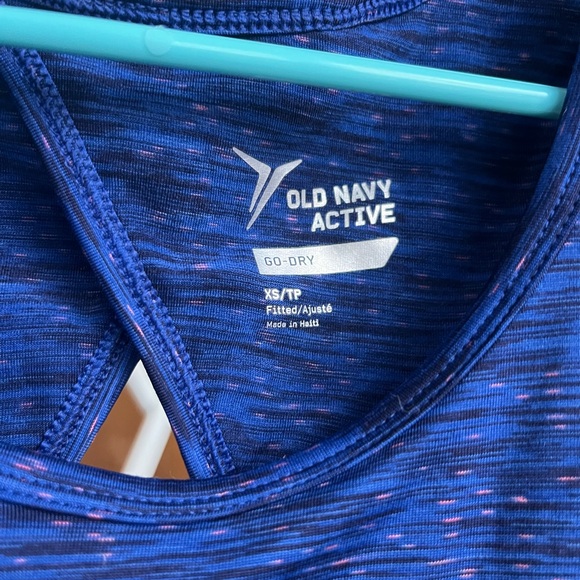 OLD NAVY
ACTIVE
GO-DRY
XS/TP
Fitted/Ajusté
Made in Haiti